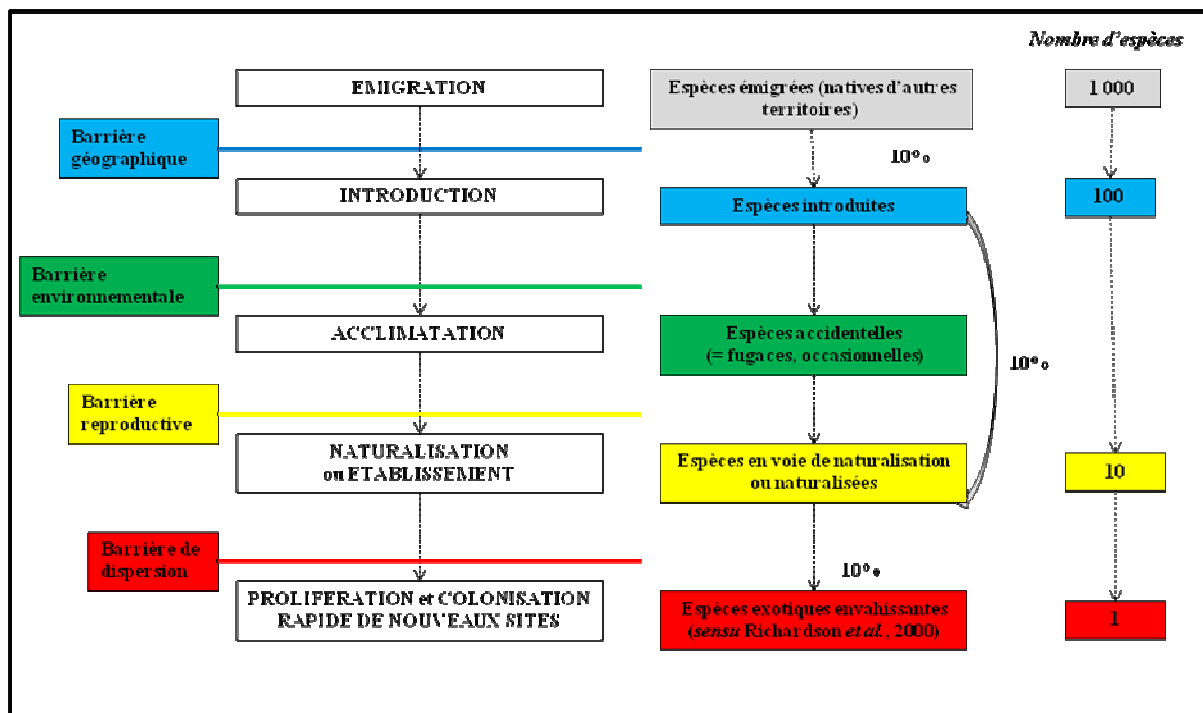 Nombre d'espèces
EMIGRATION
Espèces émigrées (natives d'autres
territoires)
1 000
Barrière
géographique
10%
INTRODUCTION
Espèces introduites
100
Barrière
environnementale
ACCLIMATATION
Espèces accidentelles
(= fugaces, occasionnelles)
10%
Barrière
reproductive
NATURALISATION
ou ETABLISSEMENT
Espèces en voie de naturalisation
ou naturalisées
10
Barrière de
dispersion
10%
PROLIFERATION et COLONISATION
RAPIDE DE NOUVEAUX SITES
Espèces exotiques envahissantes
(sensu Richardson et al., 2000)
1